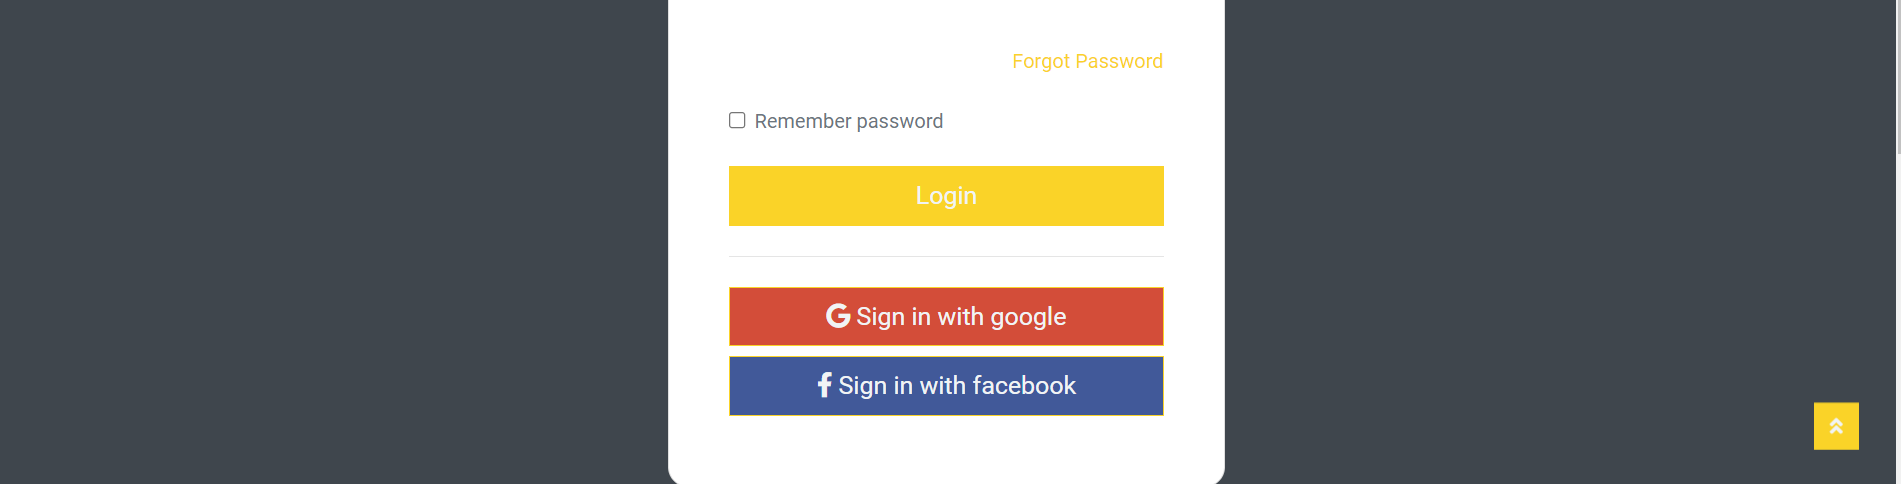 Forgot Password
Remember password
Login
Sign in with google
Sign in with facebook